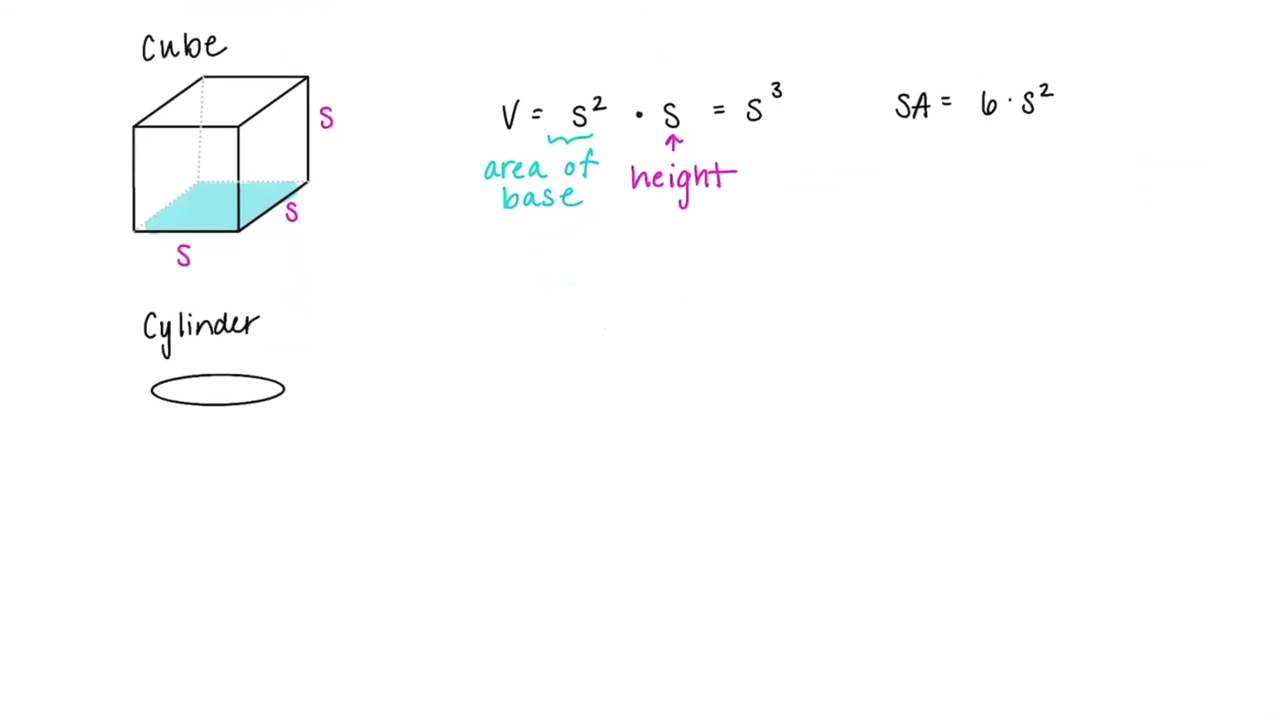 Cube
S
S
S
V = S² · S = S³
area of
base
height
SA = 6 · S²
Cylinder